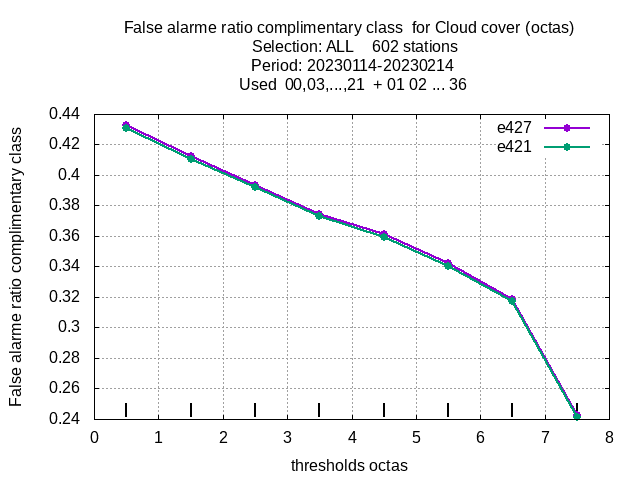 False alarme ratio complimentary class  for Cloud cover (octas)
Selection: ALL    602 stations
Period: 20230114-20230214
Used  00,03,...,21  + 01 02 ... 36
e427
e421
False alarme ratio complimentary class
0.44
0.42
0.4
0.38
0.36
0.34
0.32
0.3
0.28
0.26
0.24
0 1 2 3 4 5 6 7 8
thresholds octas